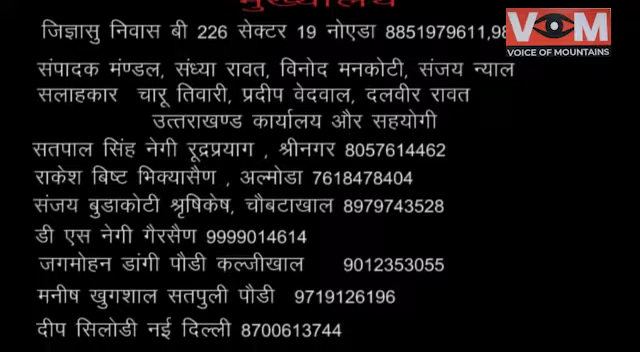 मुख्यालय
जिज्ञासु निवास बी 226 सेक्टर 19 नोएडा 8851979611,98
VOM
VOICE OF MOUNTAINS
संपादक मंण्डल, संध्या रावत, विनोद मनकोटी, संजय न्याल
सलाहकार चारू तिवारी, प्रदीप वेदवाल, दलवीर रावत
उत्तराखण्ड कार्यालय और सहयोगी
सतपाल सिंह नेगी रूद्रप्रयाग , श्रीनगर 8057614462
राकेश बिष्ट भिक्यासैण , अल्मोडा 7618478404
संजय बुडाकोटी श्रृषिकेष, चौबटाखाल 8979743528
डी एस नेगी गैरसैण 9999014614
जगमोहन डांगी पौडी कल्जीखाल 9012353055
मनीष खुगशाल सतपुली पौडी 9719126196
दीप सिलोडी नई दिल्ली 8700613744